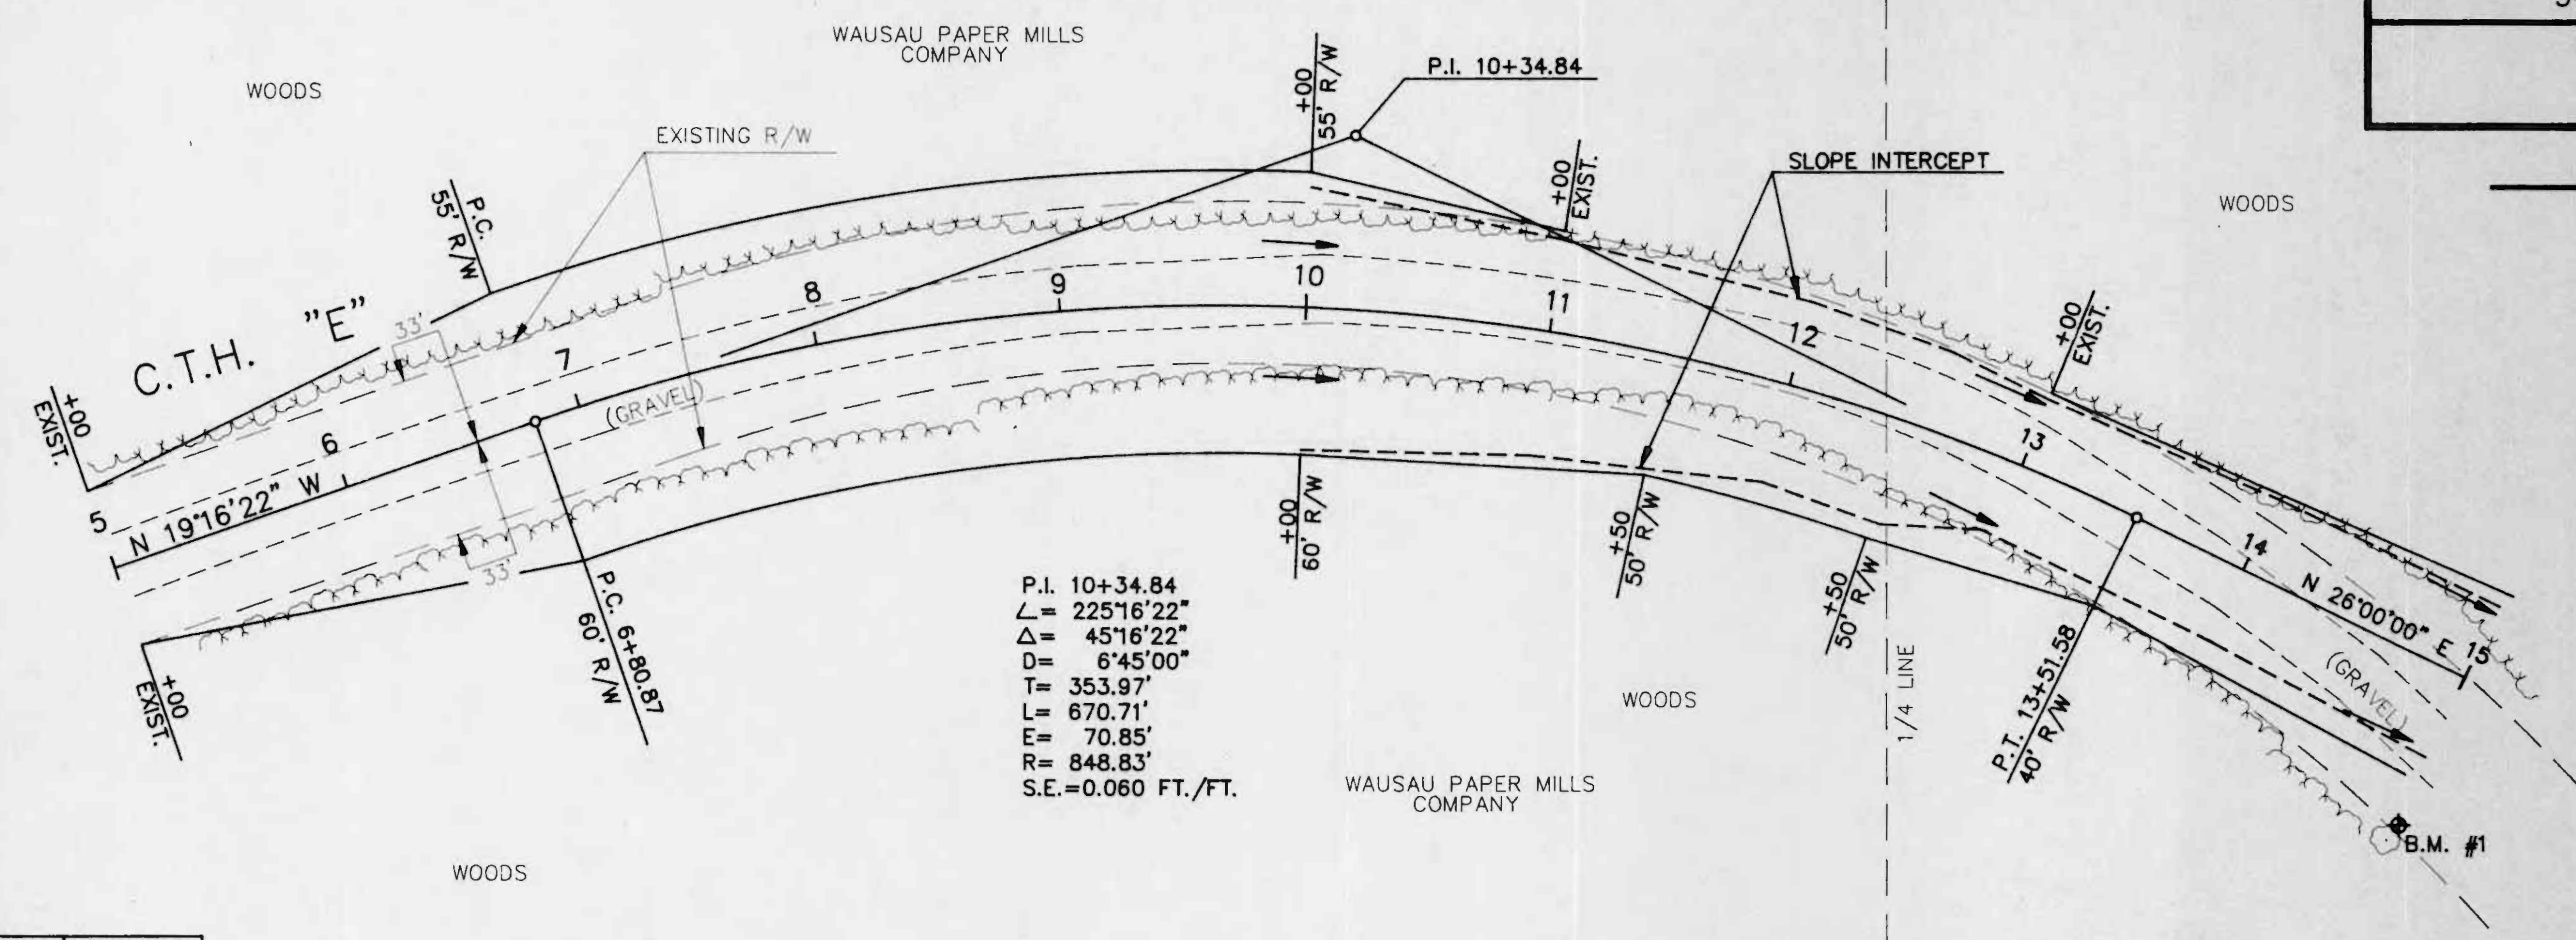 WAUSAU PAPER MILLS
COMPANY
WOODS
+00
55' R/W
P.I. 10+34.84
EXISTING R/W
+00
EXIST.
SLOPE INTERCEPT
WOODS
P.C.
55' R/W
C.T.H. "E"
33'
+00
EXIST.
+00
EXIST.
5
6
7
8
9
10
11
12
13
14
15
(GRAVEL)
N 19°16'22" W
33'
+00
EXIST.
P.C. 6+80.87
60' R/W
+00
60' R/W
+50
50' R/W
+50
50' R/W
P.I. 10+34.84
∠= 225°16'22"
Δ= 45°16'22"
D= 6°45'00"
T= 353.97'
L= 670.71'
E= 70.85'
R= 848.83'
S.E.=0.060 FT./FT.
N 26°00'00" E
(GRAVEL)
1/4 LINE
P.T. 13+51.58
40' R/W
WOODS
WAUSAU PAPER MILLS
COMPANY
WOODS
B.M. #1